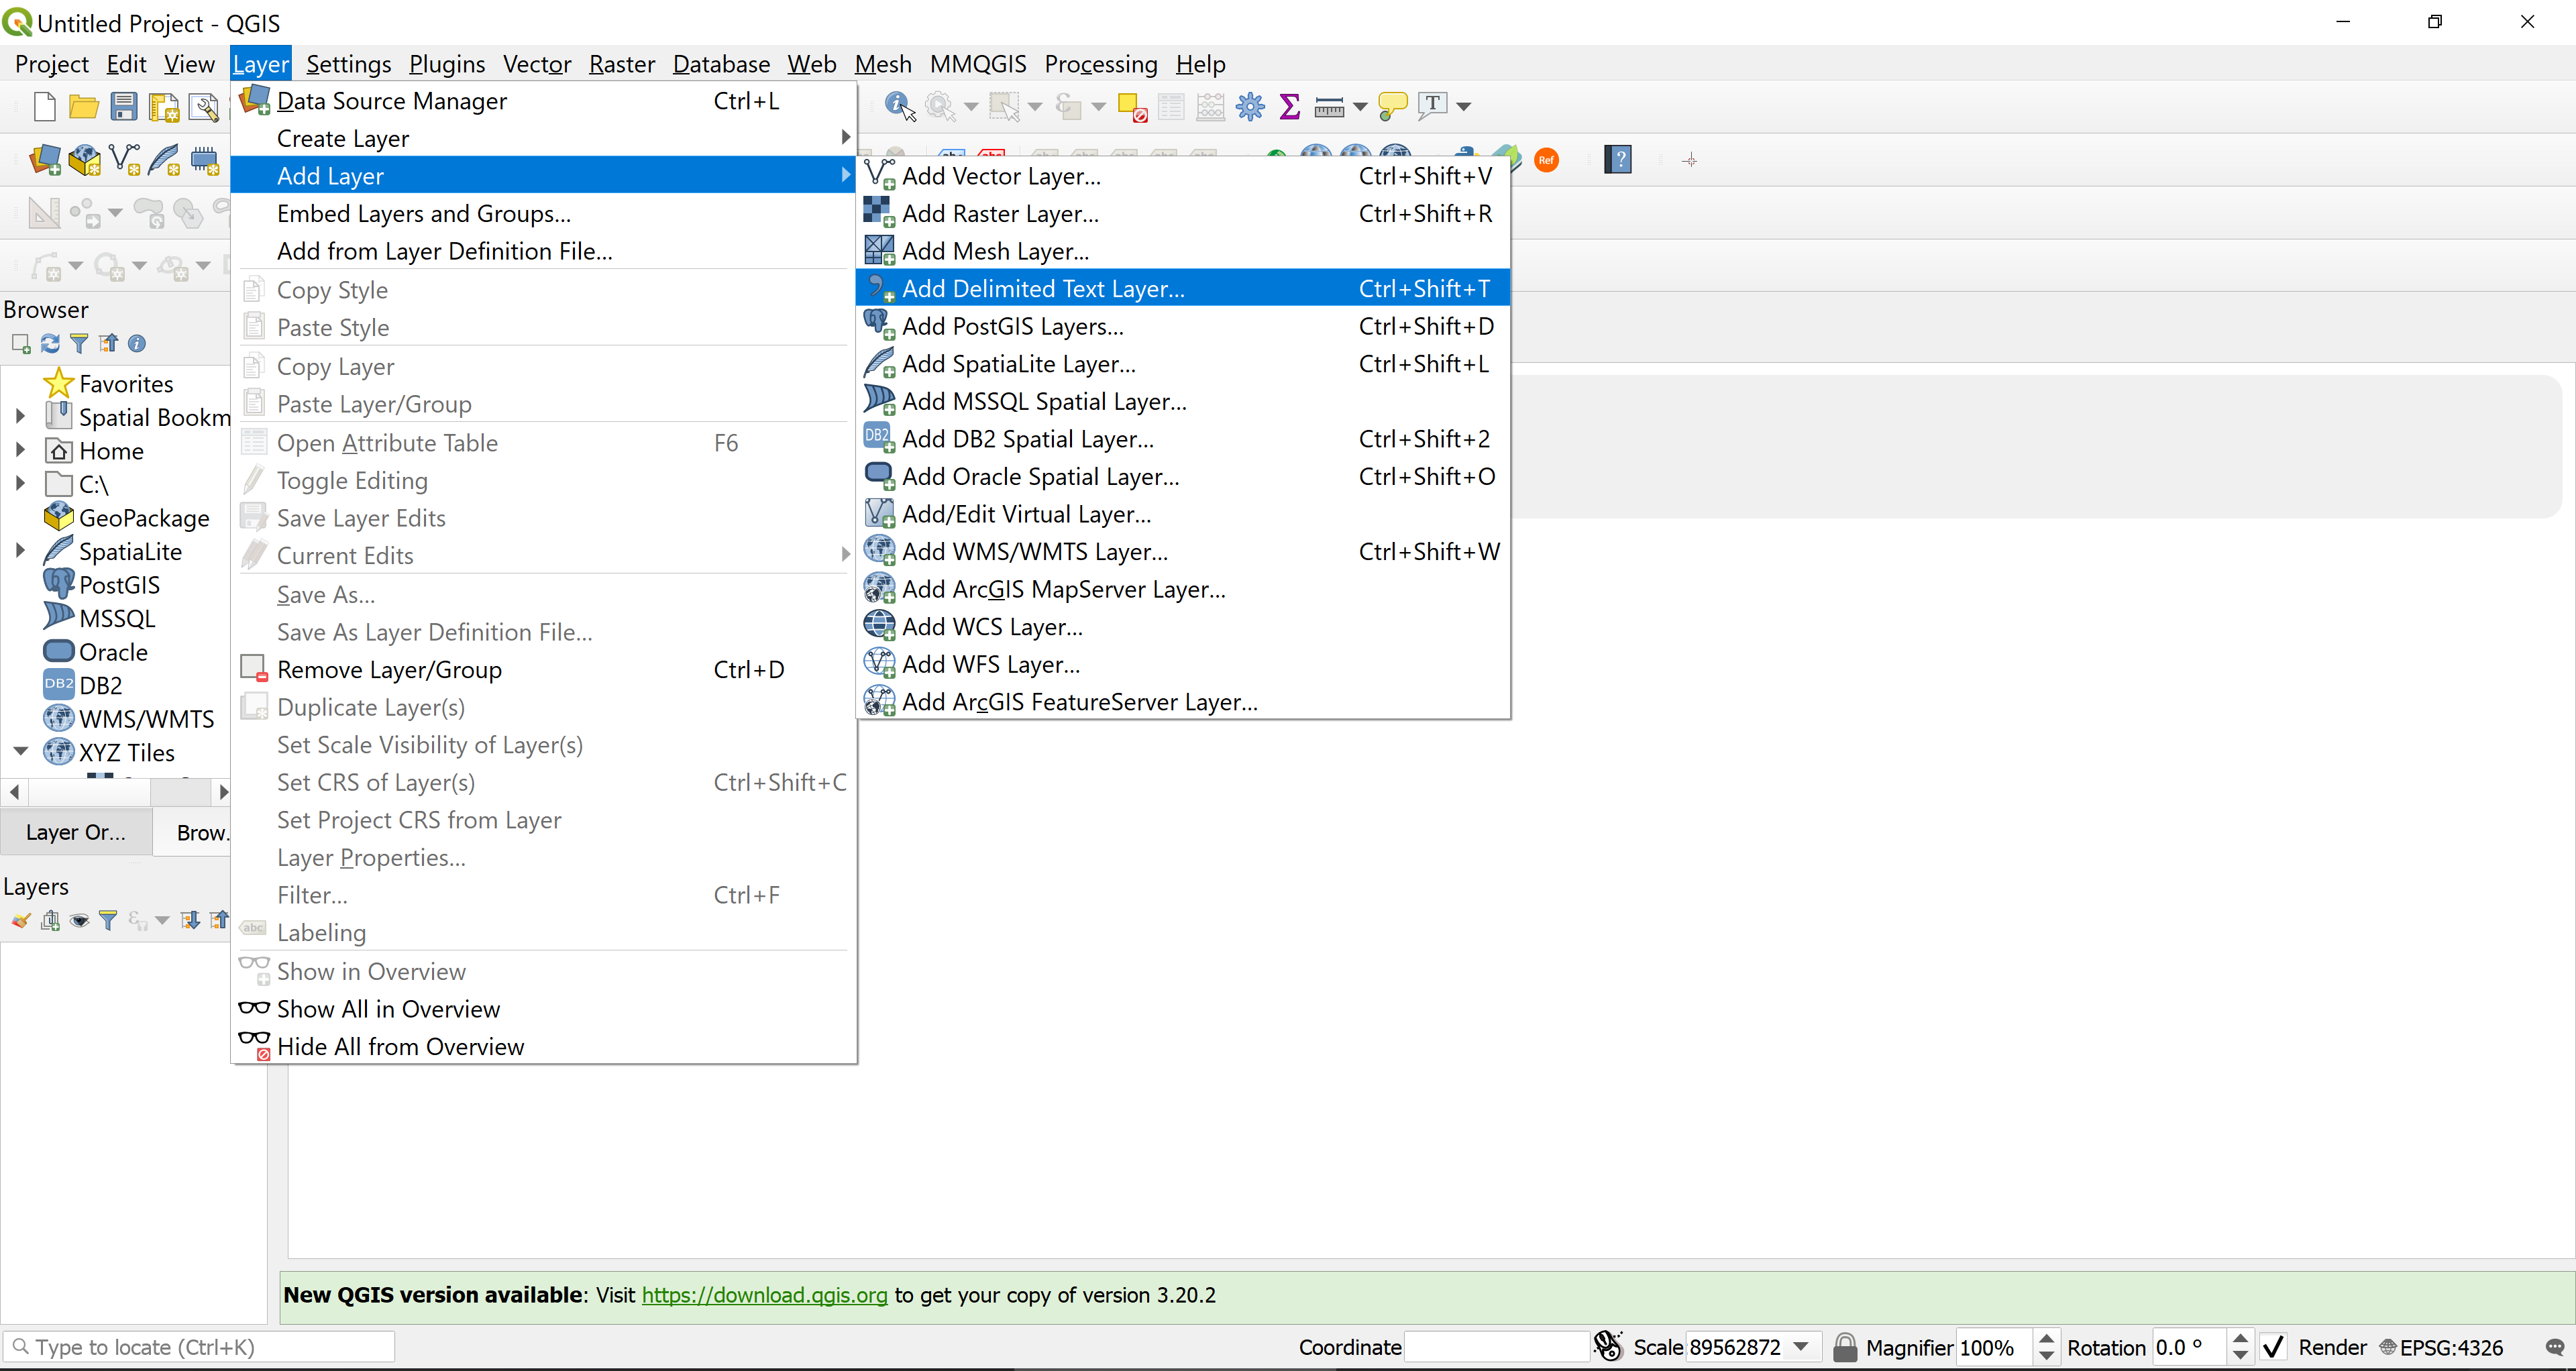 Untitled Project - QGIS
Project Edit View Layer Settings Plugins Vector Raster Database Web Mesh MMQGIS Processing Help
Data Source Manager Ctrl+L
Create Layer
Add Layer
Embed Layers and Groups...
Add from Layer Definition File...
Copy Style
Paste Style
Copy Layer
Paste Layer/Group
Open Attribute Table F6
Toggle Editing
Save Layer Edits
Current Edits
Save As...
Save As Layer Definition File...
Remove Layer/Group Ctrl+D
Duplicate Layer(s)
Set Scale Visibility of Layer(s)
Set CRS of Layer(s) Ctrl+Shift+C
Set Project CRS from Layer
Layer Properties...
Filter... Ctrl+F
abc Labeling
Show in Overview
Show All in Overview
Hide All from Overview
Add Vector Layer... Ctrl+Shift+V
Add Raster Layer... Ctrl+Shift+R
Add Mesh Layer...
Add Delimited Text Layer... Ctrl+Shift+T
Add PostGIS Layers... Ctrl+Shift+D
Add SpatiaLite Layer... Ctrl+Shift+L
Add MSSQL Spatial Layer...
DB2 Add DB2 Spatial Layer... Ctrl+Shift+2
Add Oracle Spatial Layer... Ctrl+Shift+O
Add/Edit Virtual Layer...
Add WMS/WMTS Layer... Ctrl+Shift+W
Add ArcGIS MapServer Layer...
Add WCS Layer...
Add WFS Layer...
Add ArcGIS FeatureServer Layer...
Ref
Browser
Favorites
Spatial Bookm
Home
C:\
GeoPackage
SpatiaLite
PostGIS
MSSQL
Oracle
DB2 DB2
WMS/WMTS
XYZ Tiles
Layer Or... Brow.
Layers
New QGIS version available: Visit https://download.qgis.org to get your copy of version 3.20.2
Type to locate (Ctrl+K) Coordinate Scale 89562872 Magnifier 100% Rotation 0.0 ° Render EPSG:4326